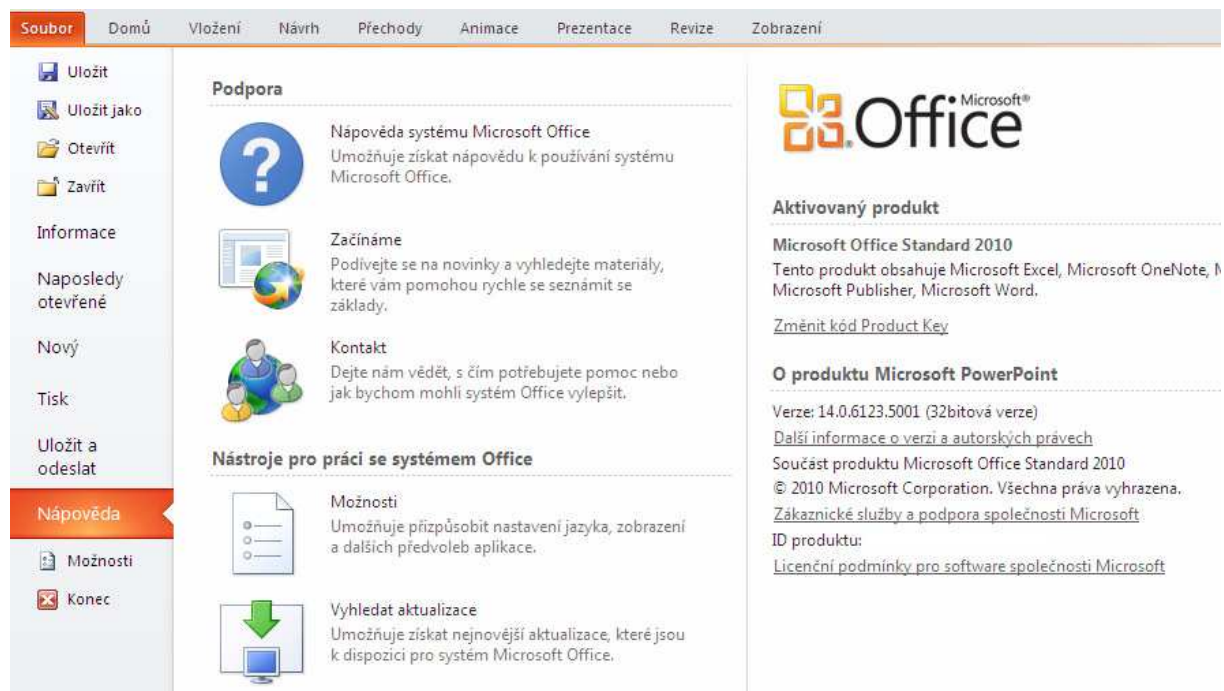 Soubor Domů Vložení Návrh Přechody Animace Prezentace Revize Zobrazení
Uložit
Uložit jako
Otevřít
Zavřít
Informace
Naposledy
otevřené
Nový
Tisk
Uložit a
odeslat
Nápověda
Možnosti
Konec
Podpora
Nápověda systému Microsoft Office
Umožňuje získat nápovědu k používání systému
Microsoft Office.
Začínáme
Podívejte se na novinky a vyhledejte materiály,
které vám pomohou rychle se seznámit se
základy.
Kontakt
Dejte nám vědět, s čím potřebujete pomoc nebo
jak bychom mohli systém Office vylepšit.
Nástroje pro práci se systémem Office
Možnosti
Umožňuje přizpůsobit nastavení jazyka, zobrazení
a dalších předvoleb aplikace.
Vyhledat aktualizace
Umožňuje získat nejnovější aktualizace, které jsou
k dispozici pro systém Microsoft Office.
Microsoft®
Office
Aktivovaný produkt
Microsoft Office Standard 2010
Tento produkt obsahuje Microsoft Excel, Microsoft OneNote,
Microsoft Publisher, Microsoft Word.
Změnit kód Product Key
O produktu Microsoft PowerPoint
Verze: 14.0.6123.5001 (32bitová verze)
Další informace o verzi a autorských právech
Součást produktu Microsoft Office Standard 2010
© 2010 Microsoft Corporation. Všechna práva vyhrazena.
Zákaznické služby a podpora společnosti Microsoft
ID produktu:
Licenční podmínky pro software společnosti Microsoft